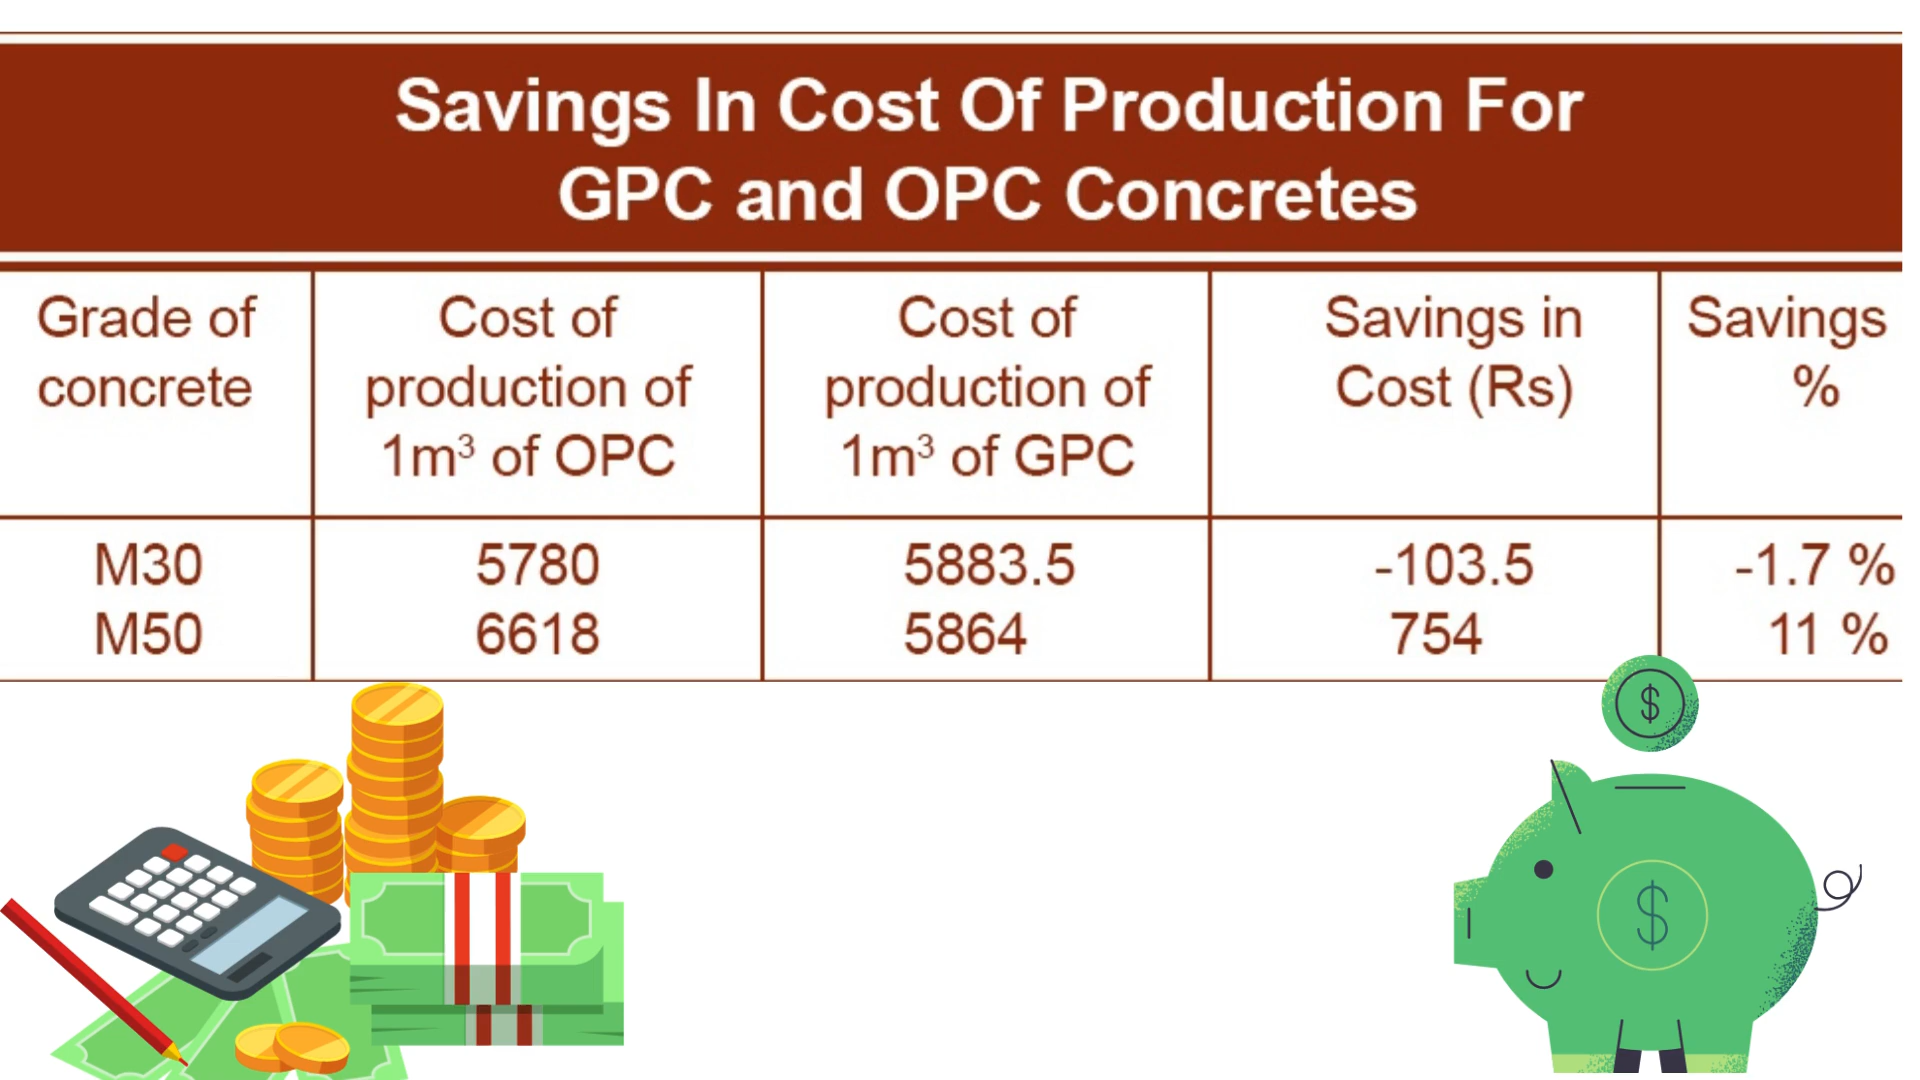 Savings In Cost Of Production For
GPC and OPC Concretes
Grade of concrete
Cost of production of 1m³ of OPC
Cost of production of 1m³ of GPC
Savings in Cost (Rs)
Savings %
M30 5780 5883.5 -103.5 -1.7 %
M50 6618 5864 754 11 %
$
$